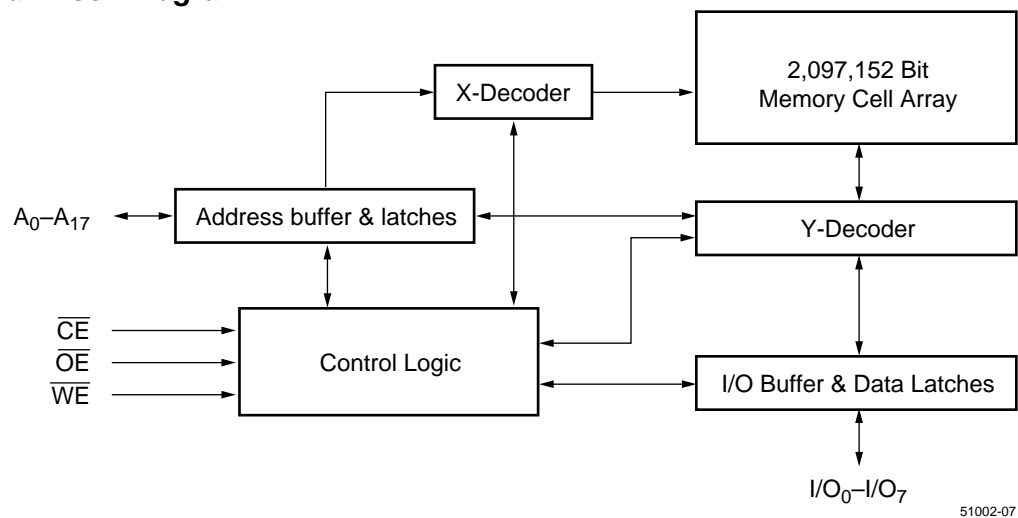 2,097,152 Bit
Memory Cell Array
X-Decoder
A0–A17
Address buffer & latches
Y-Decoder
CE
OE
WE
Control Logic
I/O Buffer & Data Latches
I/O0–I/O7
51002-07